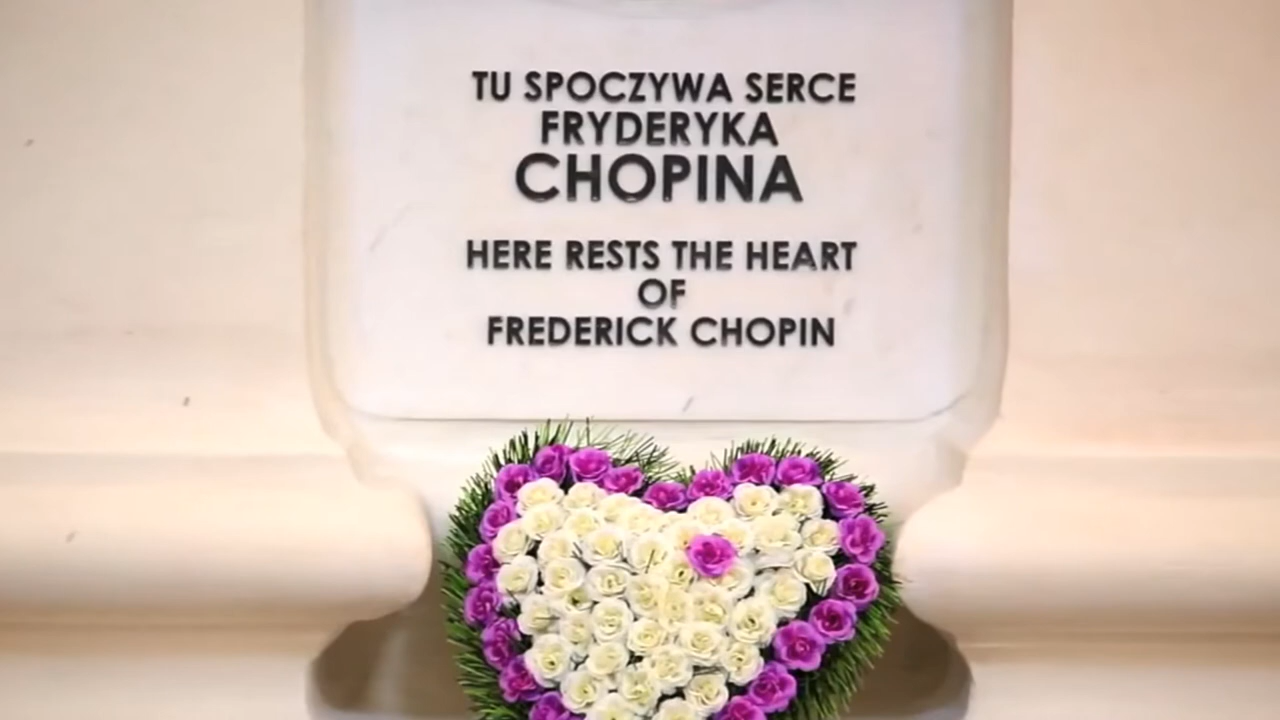 TU SPOCZYWA SERCE
FRYDERYKA
CHOPINA
HERE RESTS THE HEART
OF
FREDERICK CHOPIN